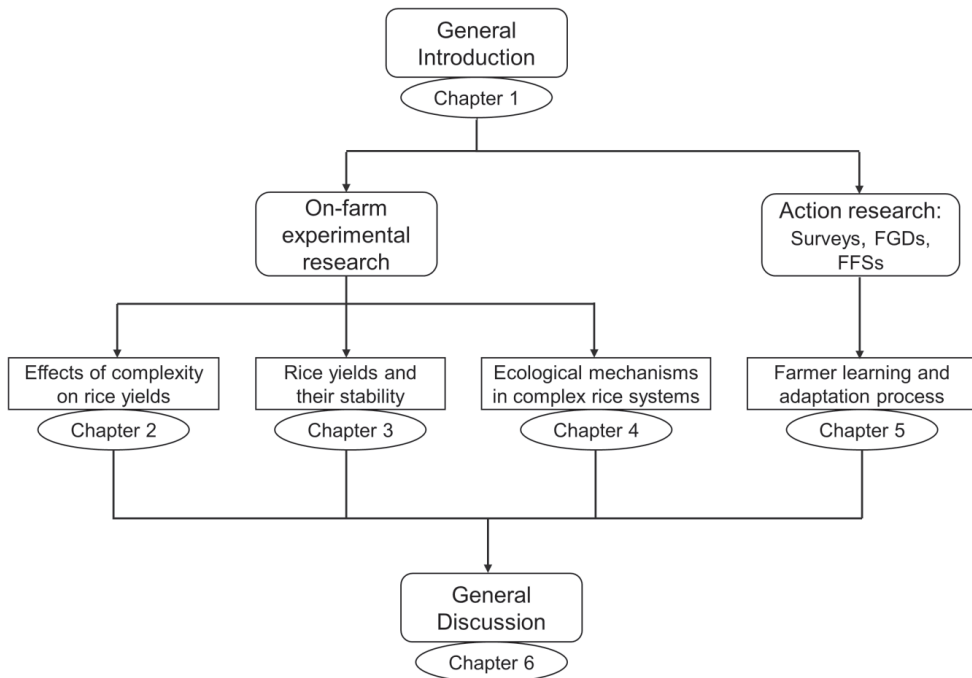 General
Introduction
Chapter 1
On-farm
experimental
research
Action research:
Surveys, FGDs,
FFSs
Effects of complexity
on rice yields
Chapter 2
Rice yields and
their stability
Chapter 3
Ecological mechanisms
in complex rice systems
Chapter 4
Farmer learning and
adaptation process
Chapter 5
General
Discussion
Chapter 6